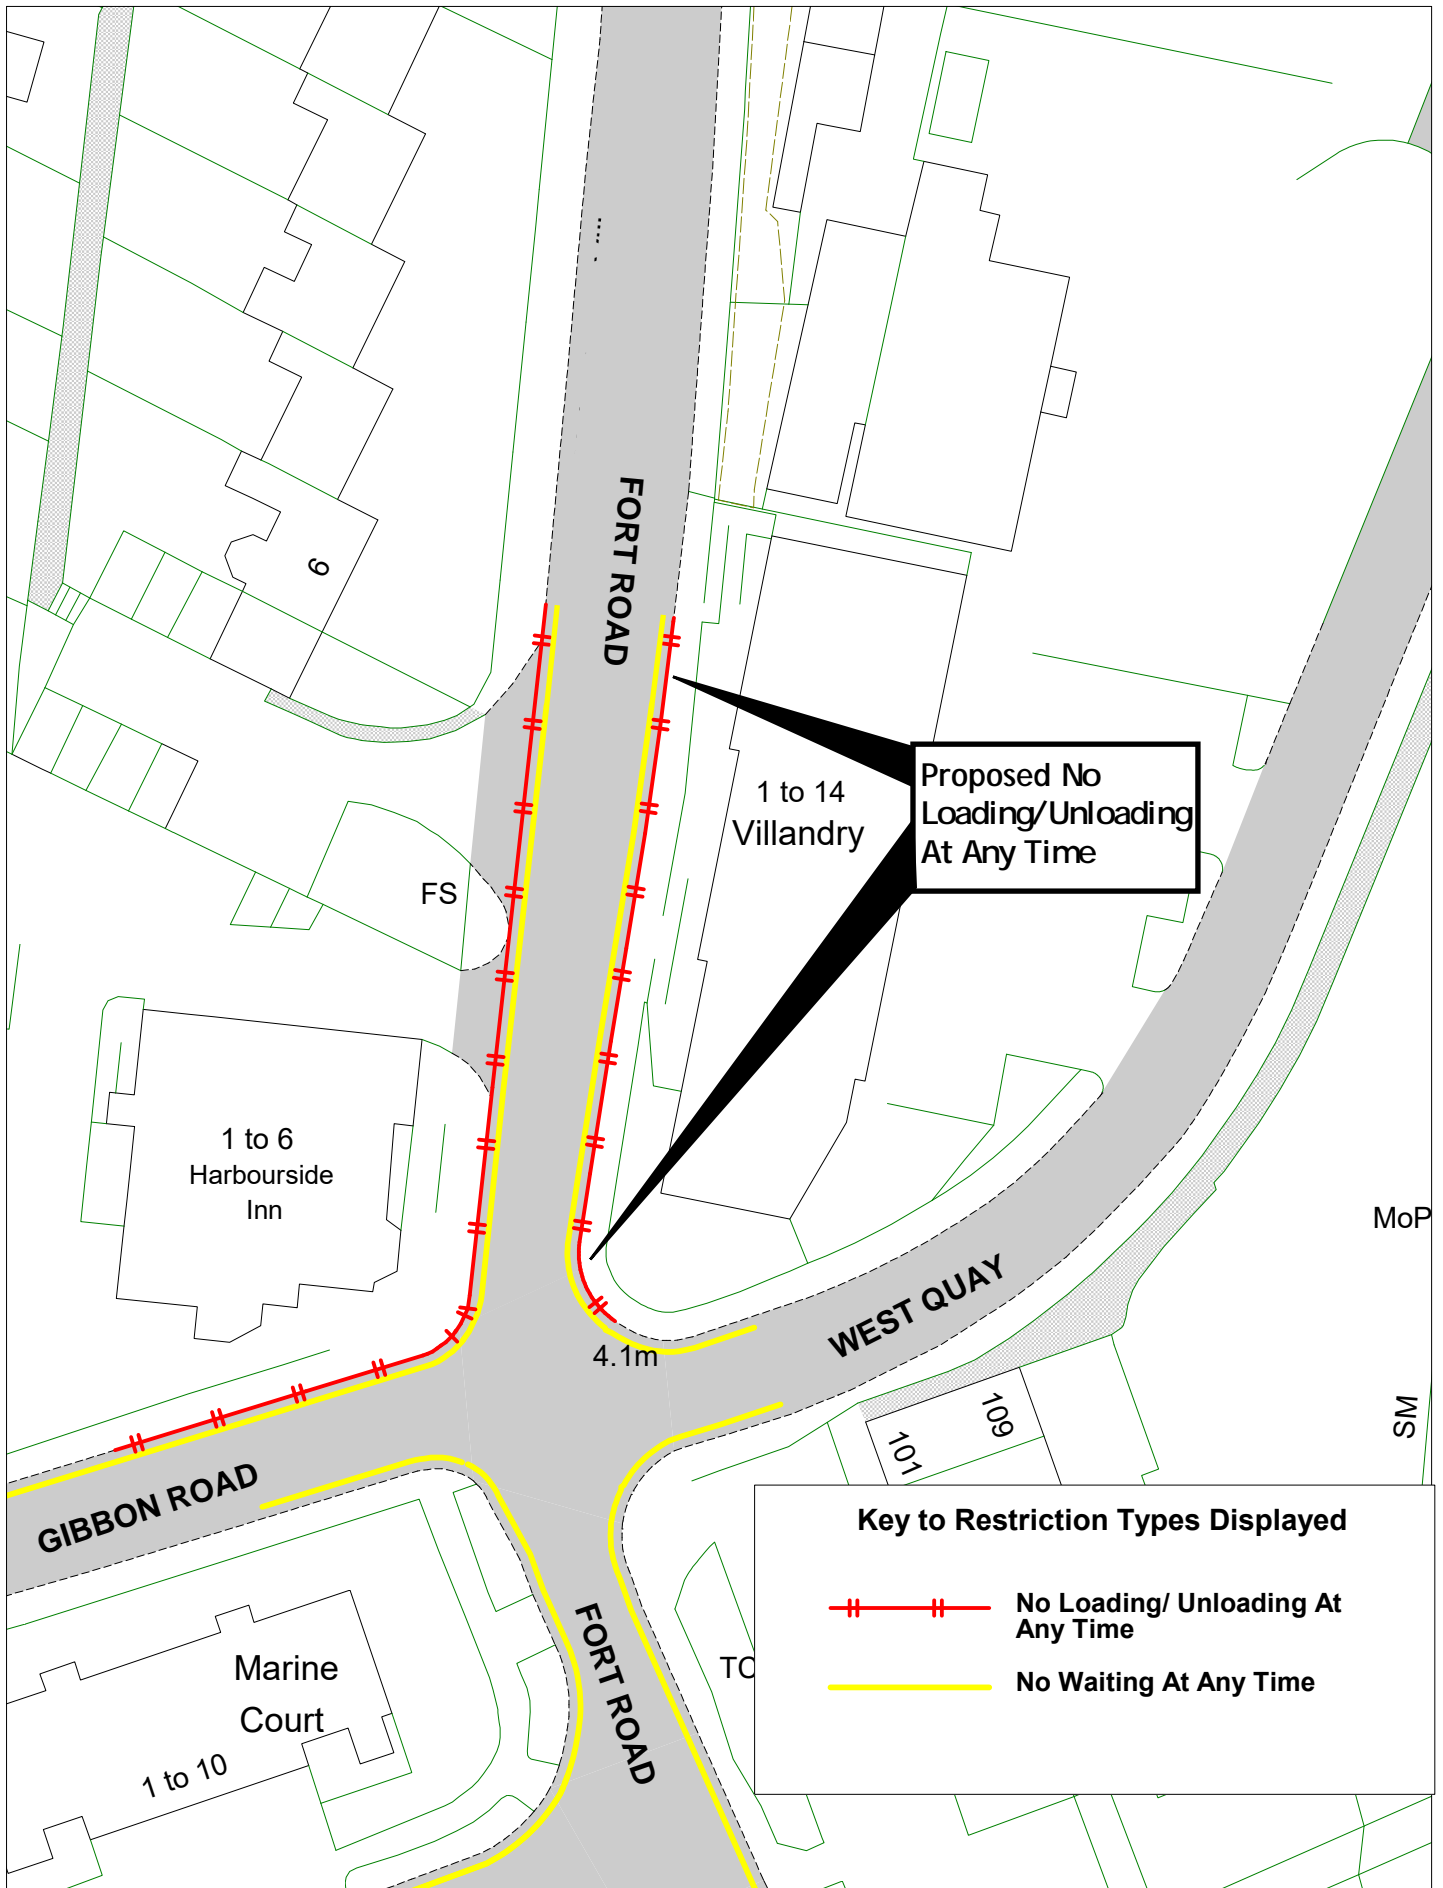 FORT ROAD
6
Proposed No
Loading/Unloading
At Any Time
1 to 14
Villandry
FS
1 to 6
Harbourside
Inn
MoP
WEST QUAY
4.1m
109
101
SM
GIBBON ROAD
Key to Restriction Types Displayed
No Loading/ Unloading At
Any Time
No Waiting At Any Time
FORT ROAD
TC
Marine
Court
1 to 10